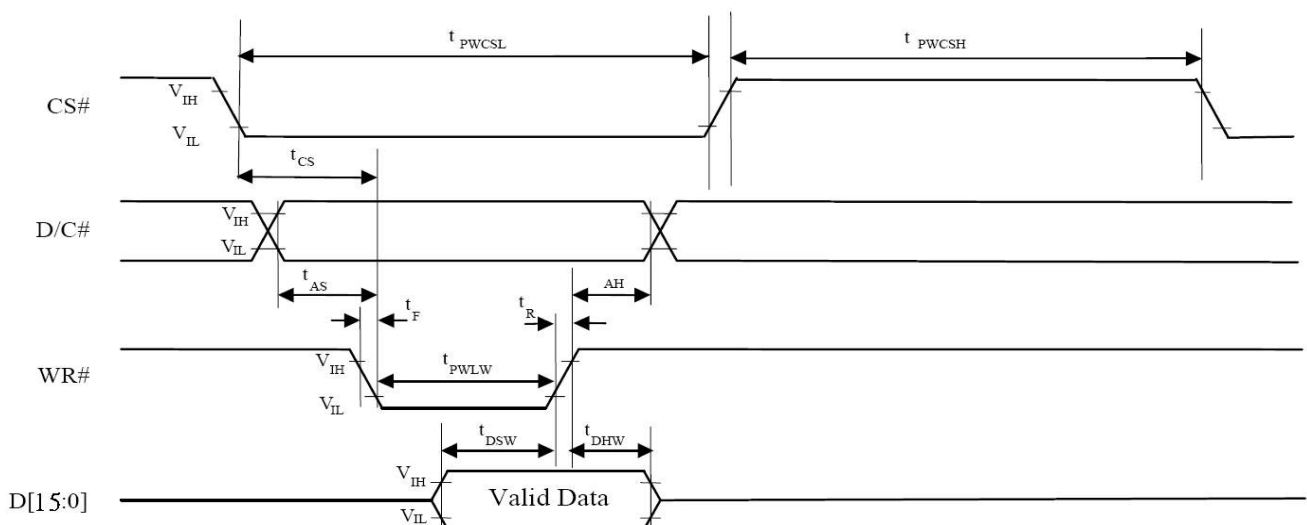 t PWCSL
t PWCSH
CS#
V IH
V IL
t CS
D/C#
V IH
V IL
t AS
t F
t R
AH
WR#
V IH
V IL
t PWLW
t DSW
t DHW
D[15:0]
V IH
V IL
Valid Data